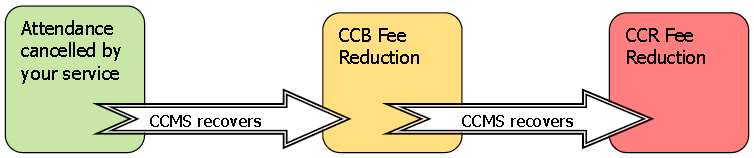 Attendance
cancelled by
your service
CCMS recovers
CCB Fee
Reduction
CCMS recovers
CCR Fee
Reduction